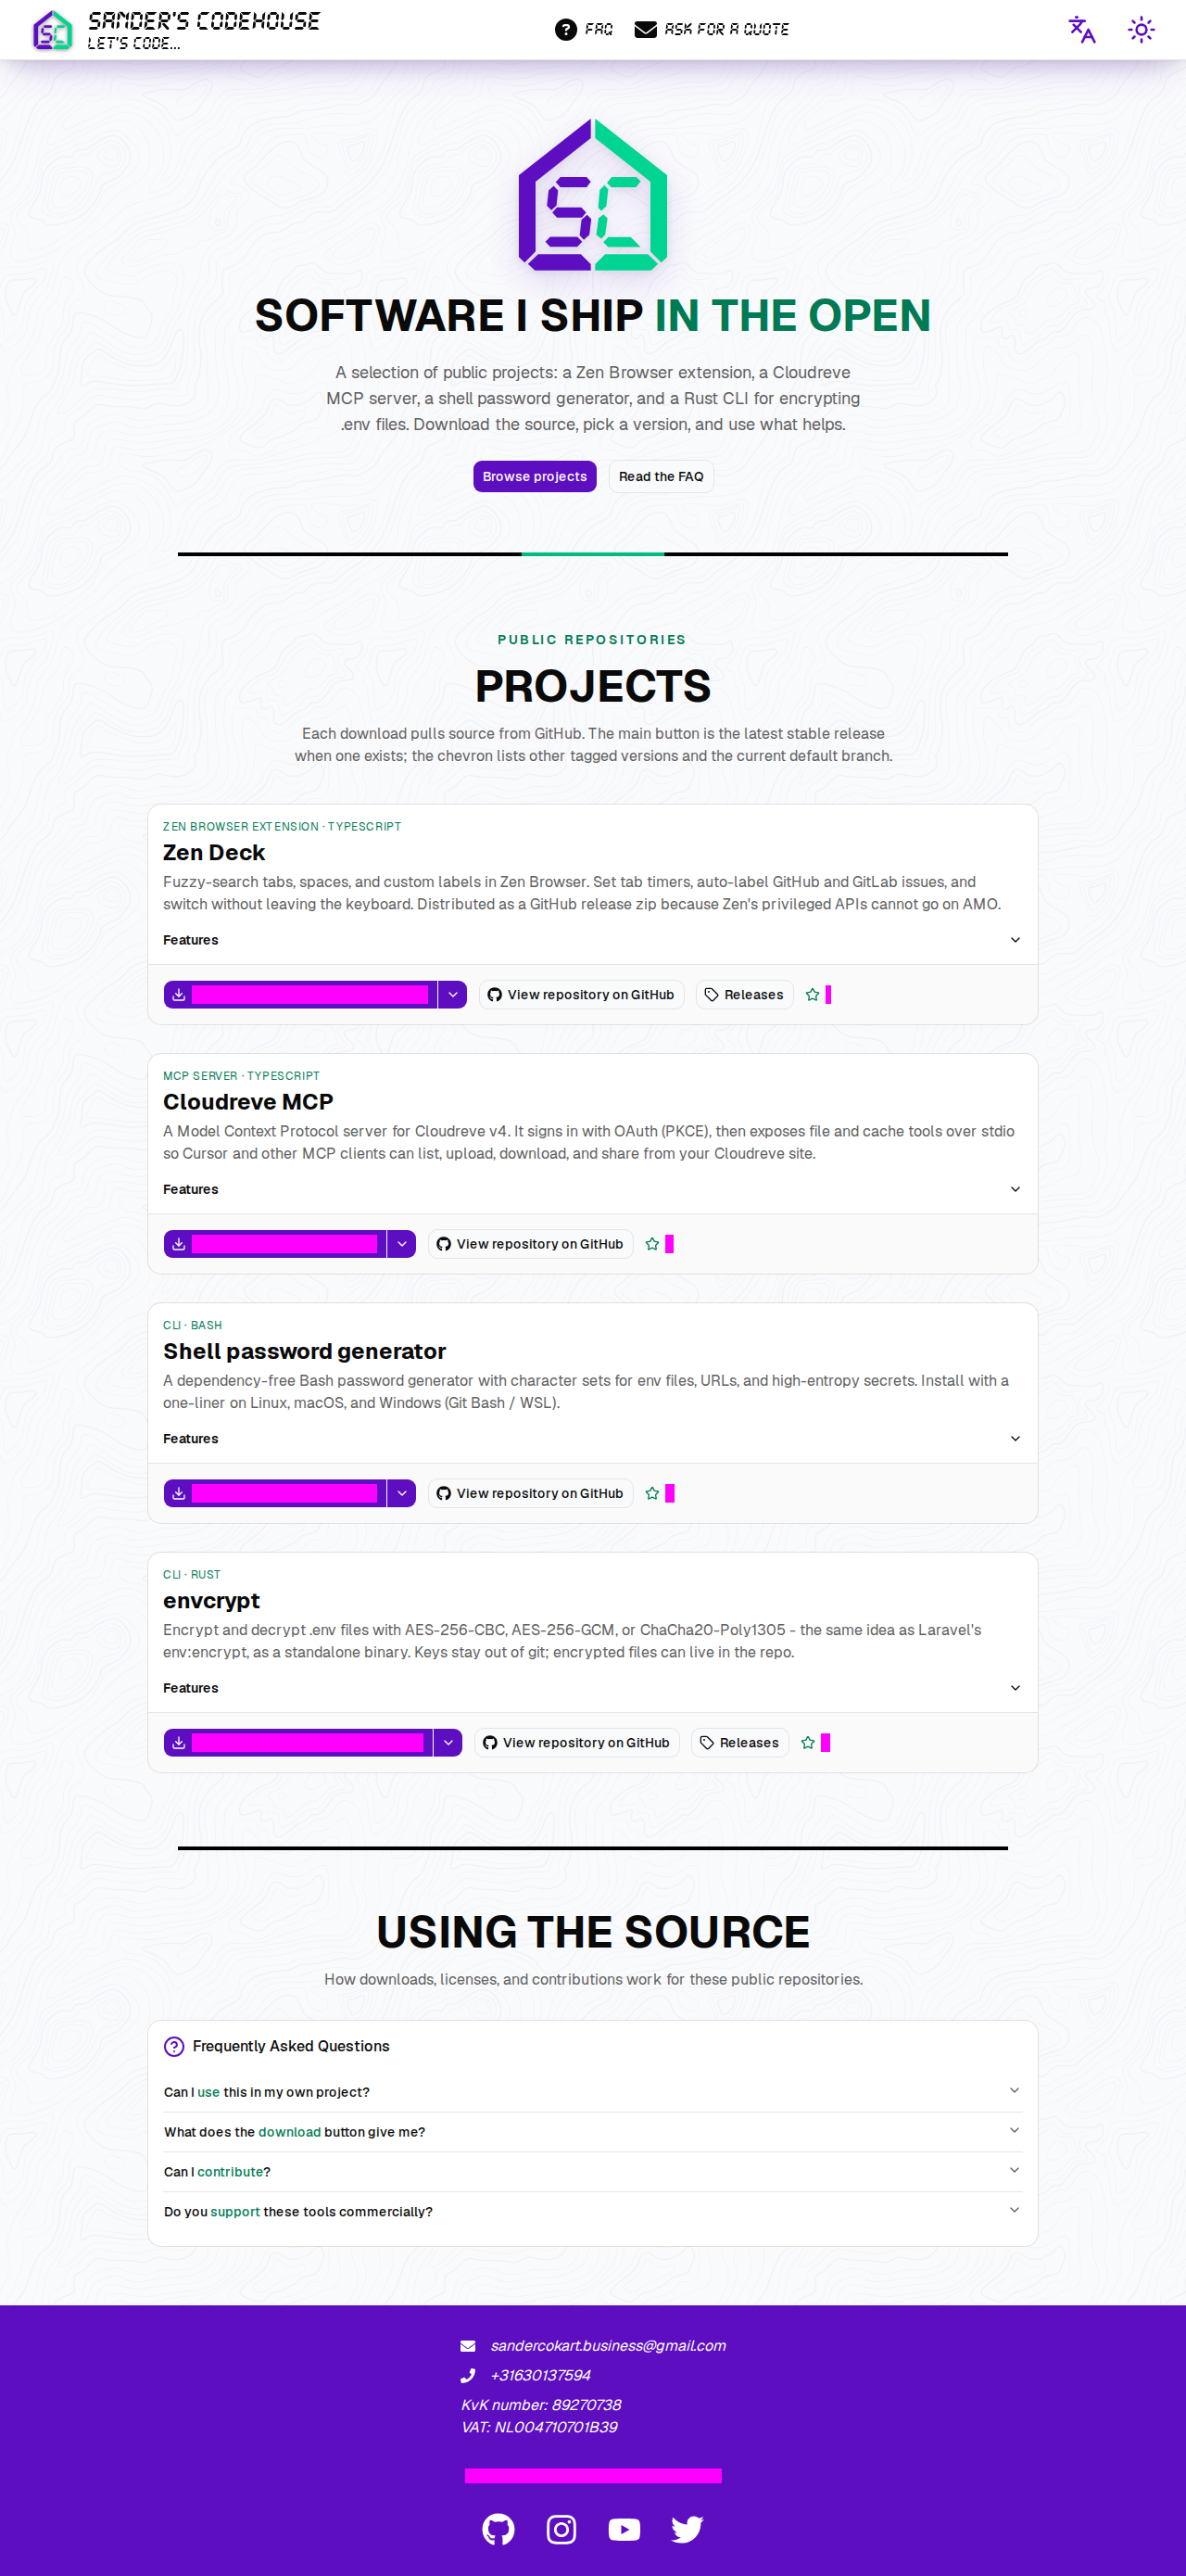 SANDER'S CODEHOUSE
LET'S CODE...
FAQ
ASK FOR A QUOTE
SC
SOFTWARE I SHIP IN THE OPEN
A selection of public projects: a Zen Browser extension, a Cloudreve
MCP server, a shell password generator, and a Rust CLI for encrypting
.env files. Download the source, pick a version, and use what helps.
Browse projects
Read the FAQ
PUBLIC REPOSITORIES
PROJECTS
Each download pulls source from GitHub. The main button is the latest stable release
when one exists; the chevron lists other tagged versions and the current default branch.
ZEN BROWSER EXTENSION · TYPESCRIPT
Zen Deck
Fuzzy-search tabs, spaces, and custom labels in Zen Browser. Set tab timers, auto-label GitHub and GitLab issues, and
switch without leaving the keyboard. Distributed as a GitHub release zip because Zen's privileged APIs cannot go on AMO.
Features
View repository on GitHub
Releases
MCP SERVER · TYPESCRIPT
Cloudreve MCP
A Model Context Protocol server for Cloudreve v4. It signs in with OAuth (PKCE), then exposes file and cache tools over stdio
so Cursor and other MCP clients can list, upload, download, and share from your Cloudreve site.
Features
View repository on GitHub
CLI · BASH
Shell password generator
A dependency-free Bash password generator with character sets for env files, URLs, and high-entropy secrets. Install with a
one-liner on Linux, macOS, and Windows (Git Bash / WSL).
Features
View repository on GitHub
CLI · RUST
envcrypt
Encrypt and decrypt .env files with AES-256-CBC, AES-256-GCM, or ChaCha20-Poly1305 - the same idea as Laravel's
env:encrypt, as a standalone binary. Keys stay out of git; encrypted files can live in the repo.
Features
View repository on GitHub
Releases
USING THE SOURCE
How downloads, licenses, and contributions work for these public repositories.
Frequently Asked Questions
Can I use this in my own project?
What does the download button give me?
Can I contribute?
Do you support these tools commercially?
sandercokart.business@gmail.com
+31630137594
KvK number: 89270738
VAT: NL004710701B39